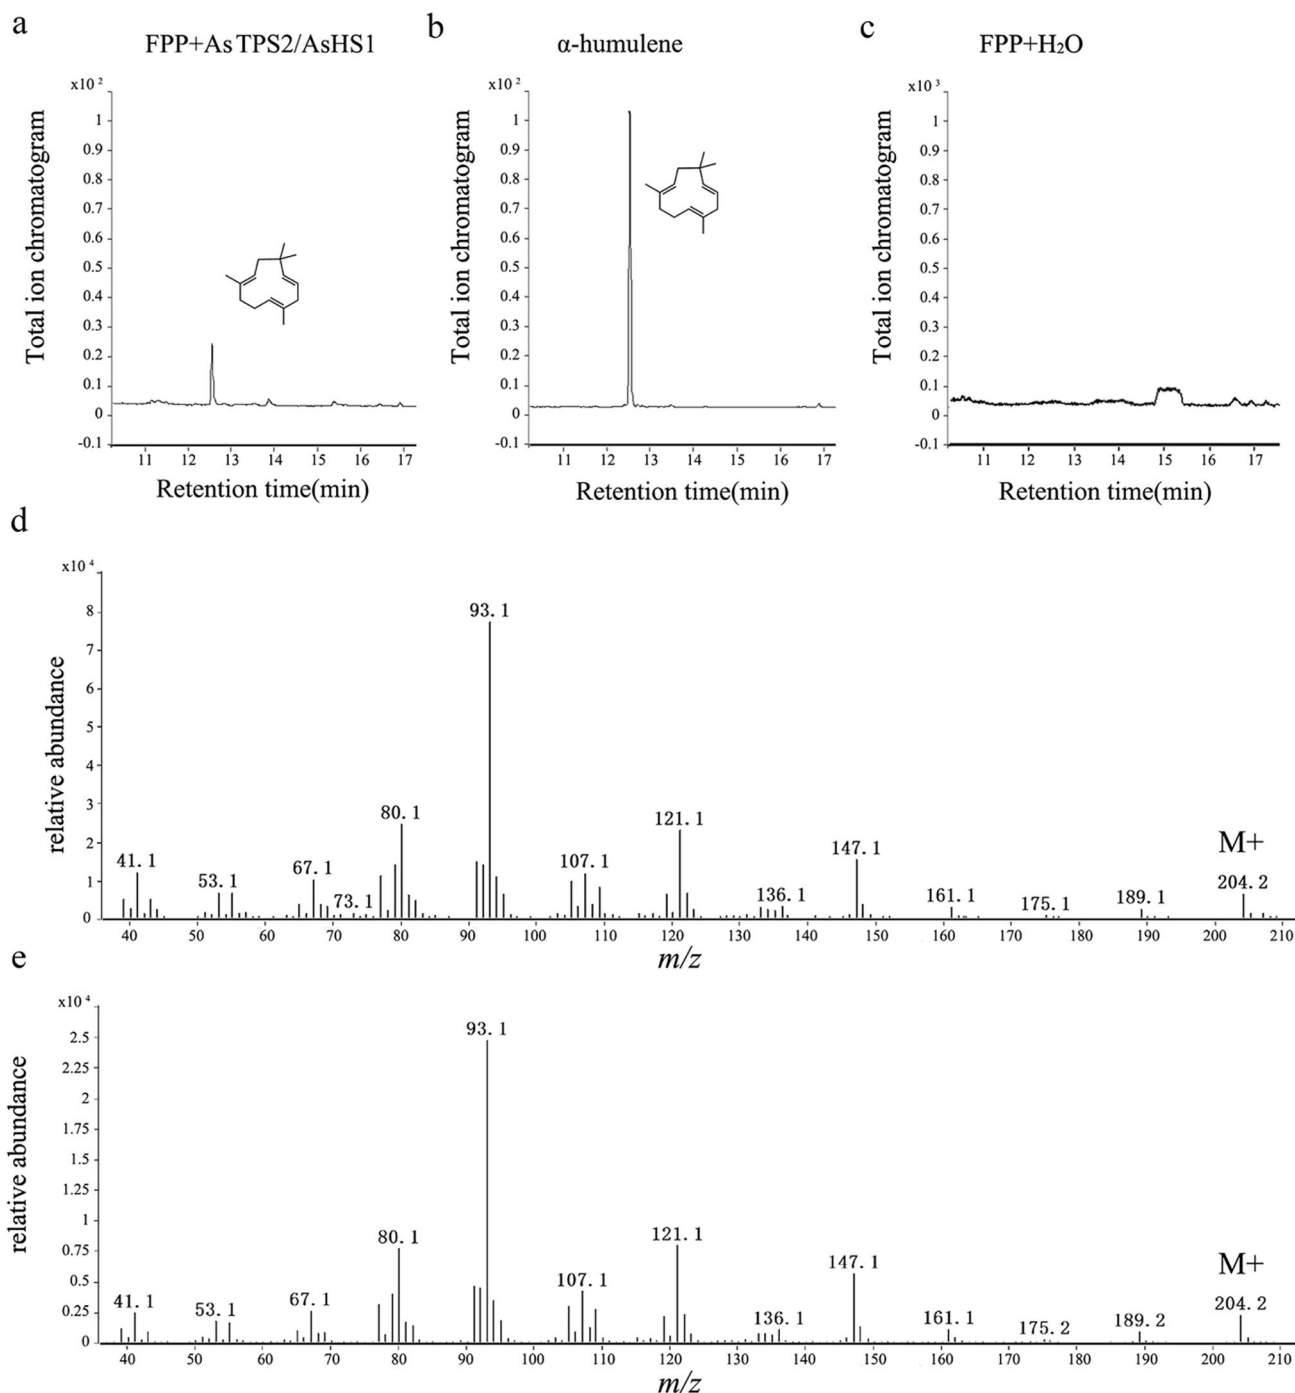 a
FPP+AsTPS2/AsHS1
x10 2
Total ion chromatogram
1
0.9
0.8
0.7
0.6
0.5
0.4
0.3
0.2
0.1
0
-0.1
11 12 13 14 15 16 17
Retention time(min)
b
α-humulene
x10 2
Total ion chromatogram
1
0.9
0.8
0.7
0.6
0.5
0.4
0.3
0.2
0.1
0
-0.1
11 12 13 14 15 16 17
Retention time(min)
c
FPP+H₂O
x10 3
Total ion chromatogram
1
0.9
0.8
0.7
0.6
0.5
0.4
0.3
0.2
0.1
0
-0.1
11 12 13 14 15 16 17
Retention time(min)
d
x10 4
relative abundance
8
7
6
5
4
3
2
1
0
41.1 53.1 67.1 73.1 80.1 93.1 107.1 121.1 136.1 147.1 161.1 175.1 189.1 204.2
M+
40 50 60 70 80 90 100 110 120 130 140 150 160 170 180 190 200 210
m/z
e
x10 4
relative abundance
2.5
2.25
2
1.75
1.5
1.25
1
0.75
0.5
0.25
0
41.1 53.1 67.1 80.1 93.1 107.1 121.1 136.1 147.1 161.1 175.2 189.2 204.2
M+
40 50 60 70 80 90 100 110 120 130 140 150 160 170 180 190 200 210
m/z